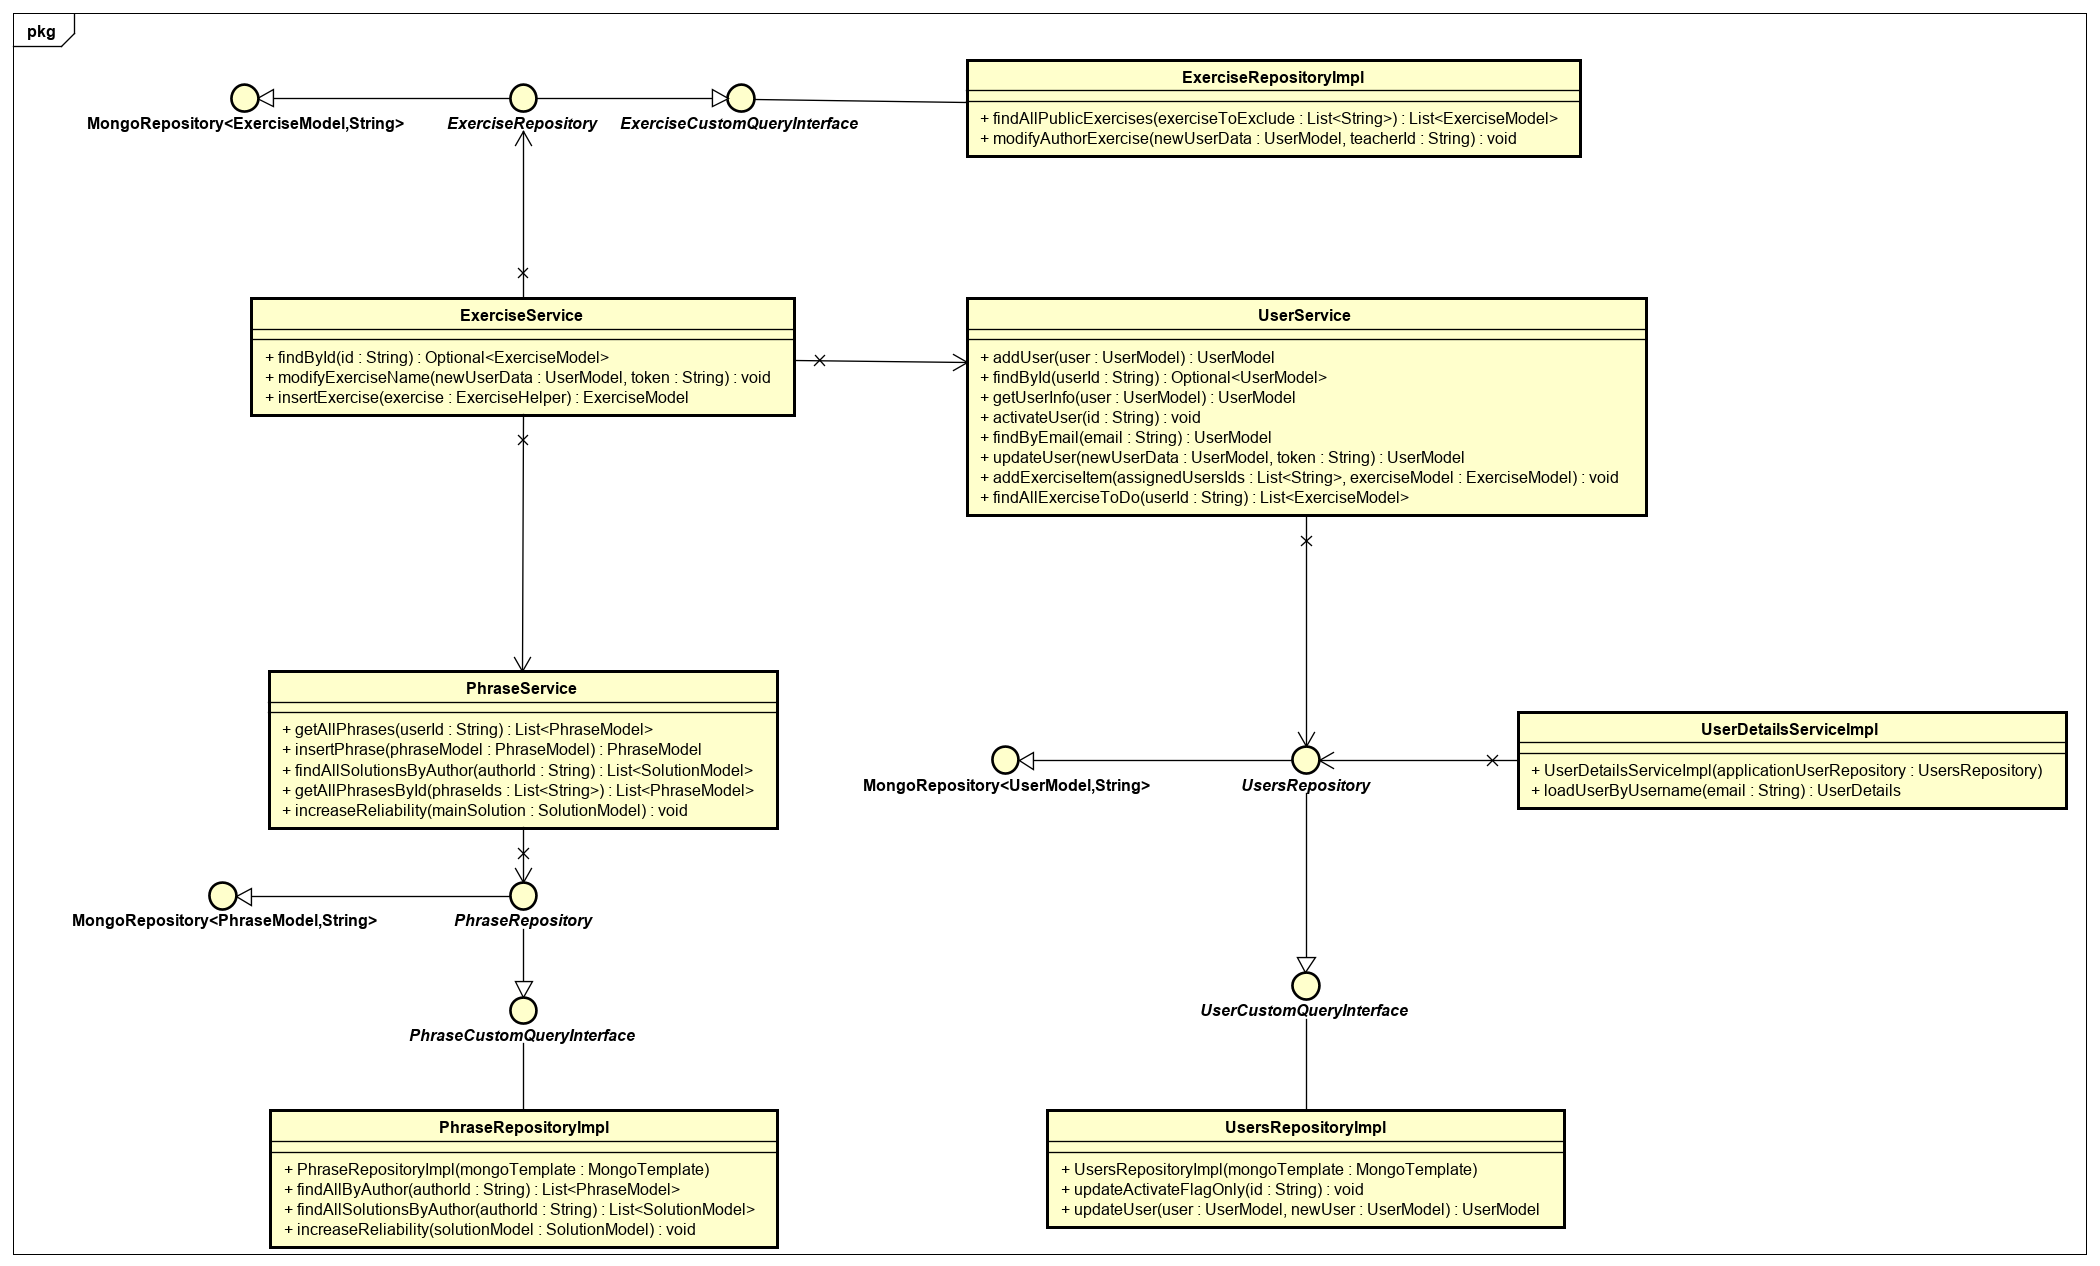 pkg
MongoRepository<ExerciseModel,String>
ExerciseRepository
ExerciseCustomQueryInterface
ExerciseRepositoryImpl
+ findAllPublicExercises(exerciseToExclude : List<String>) : List<ExerciseModel>
+ modifyAuthorExercise(newUserData : UserModel, teacherId : String) : void
ExerciseService
+ findById(id : String) : Optional<ExerciseModel>
+ modifyExerciseName(newUserData : UserModel, token : String) : void
+ insertExercise(exercise : ExerciseHelper) : ExerciseModel
UserService
+ addUser(user : UserModel) : UserModel
+ findById(userId : String) : Optional<UserModel>
+ getUserInfo(user : UserModel) : UserModel
+ activateUser(id : String) : void
+ findByEmail(email : String) : UserModel
+ updateUser(newUserData : UserModel, token : String) : UserModel
+ addExerciseItem(assignedUsersIds : List<String>, exerciseModel : ExerciseModel) : void
+ findAllExerciseToDo(userId : String) : List<ExerciseModel>
PhraseService
+ getAllPhrases(userId : String) : List<PhraseModel>
+ insertPhrase(phraseModel : PhraseModel) : PhraseModel
+ findAllSolutionsByAuthor(authorId : String) : List<SolutionModel>
+ getAllPhrasesById(phraseIds : List<String>) : List<PhraseModel>
+ increaseReliability(mainSolution : SolutionModel) : void
MongoRepository<UserModel,String>
UsersRepository
UserDetailsServiceImpl
+ UserDetailsServiceImpl(applicationUserRepository : UsersRepository)
+ loadUserByUsername(email : String) : UserDetails
MongoRepository<PhraseModel,String>
PhraseRepository
PhraseCustomQueryInterface
UserCustomQueryInterface
PhraseRepositoryImpl
+ PhraseRepositoryImpl(mongoTemplate : MongoTemplate)
+ findAllByAuthor(authorId : String) : List<PhraseModel>
+ findAllSolutionsByAuthor(authorId : String) : List<SolutionModel>
+ increaseReliability(solutionModel : SolutionModel) : void
UsersRepositoryImpl
+ UsersRepositoryImpl(mongoTemplate : MongoTemplate)
+ updateActivateFlagOnly(id : String) : void
+ updateUser(user : UserModel, newUser : UserModel) : UserModel